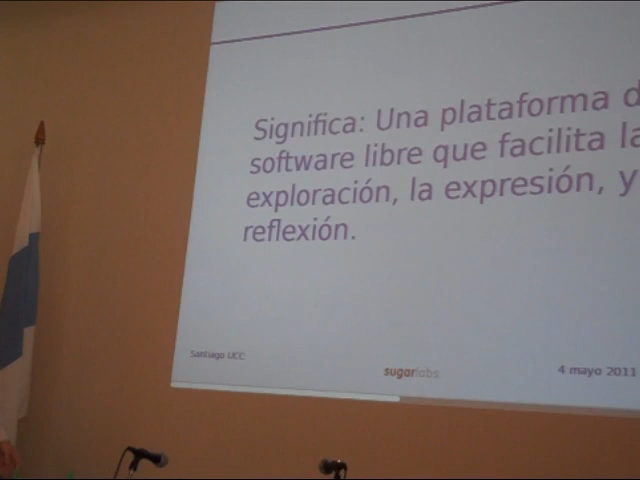 Significa: Una plataforma d
software libre que facilita la
exploración, la expresión, y
reflexión.
Santiago UCC
sugarlabs
4 mayo 2011